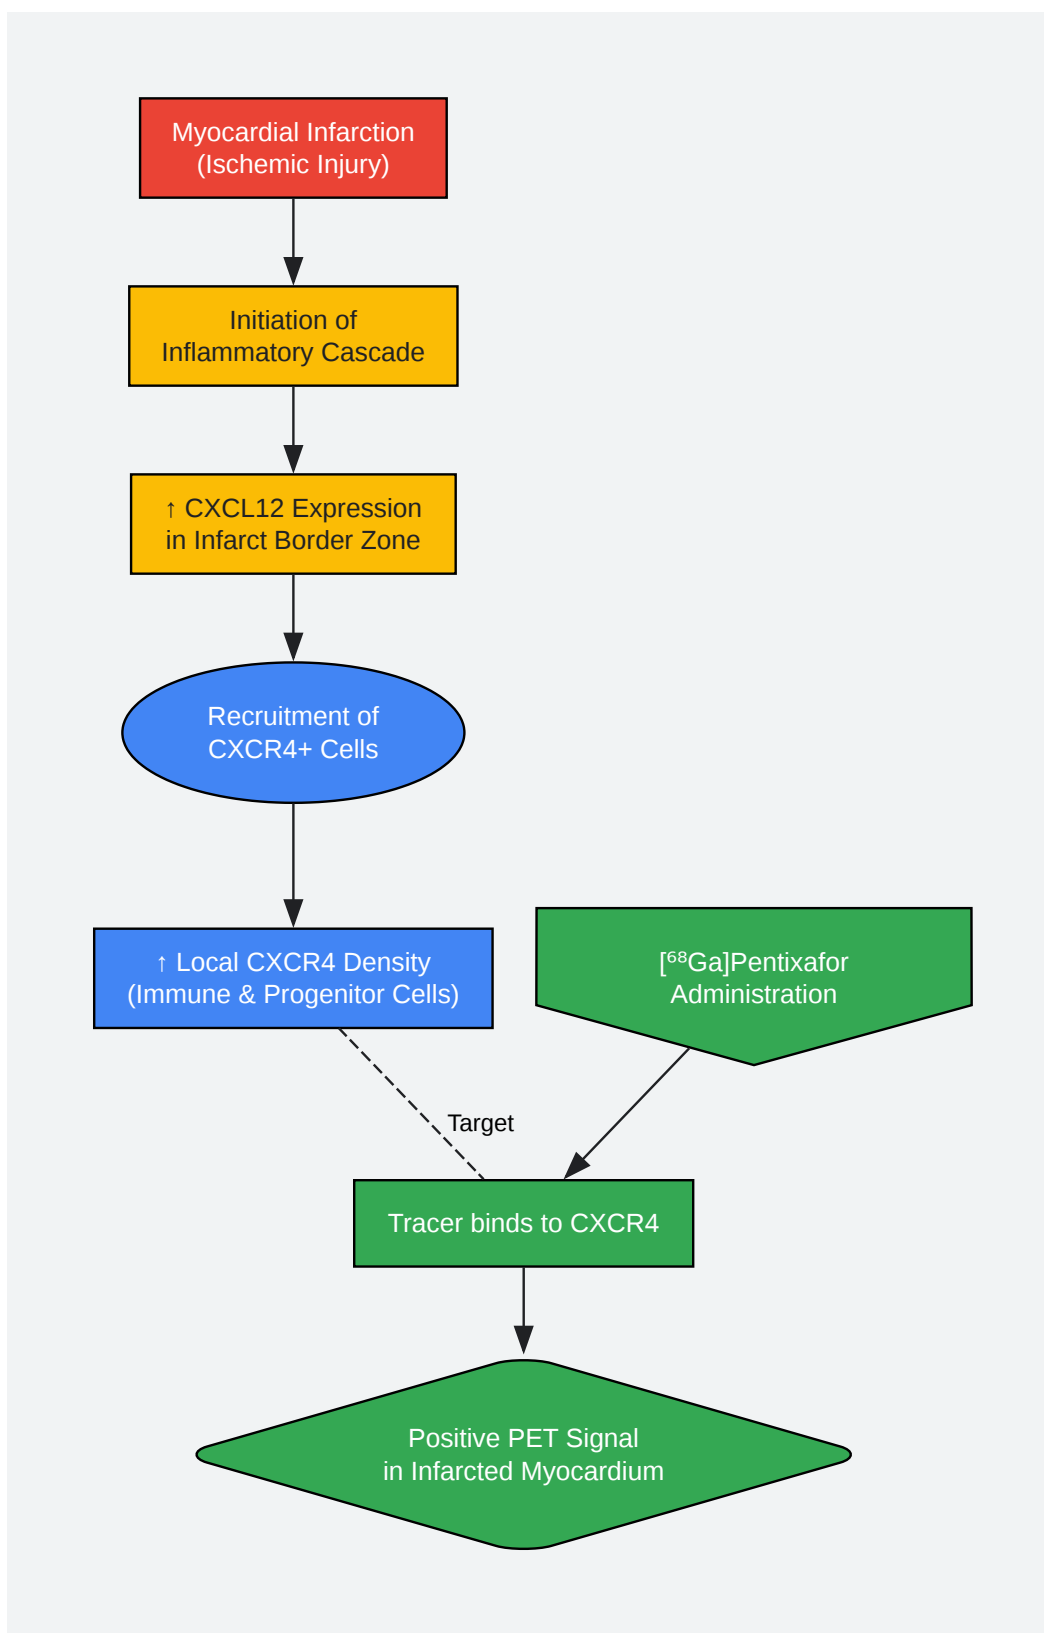 Myocardial Infarction
(Ischemic Injury)
Initiation of
Inflammatory Cascade
↑ CXCL12 Expression
in Infarct Border Zone
Recruitment of
CXCR4+ Cells
↑ Local CXCR4 Density
(Immune & Progenitor Cells)
[⁶⁸Ga]Pentixafor
Administration
Target
Tracer binds to CXCR4
Positive PET Signal
in Infarcted Myocardium